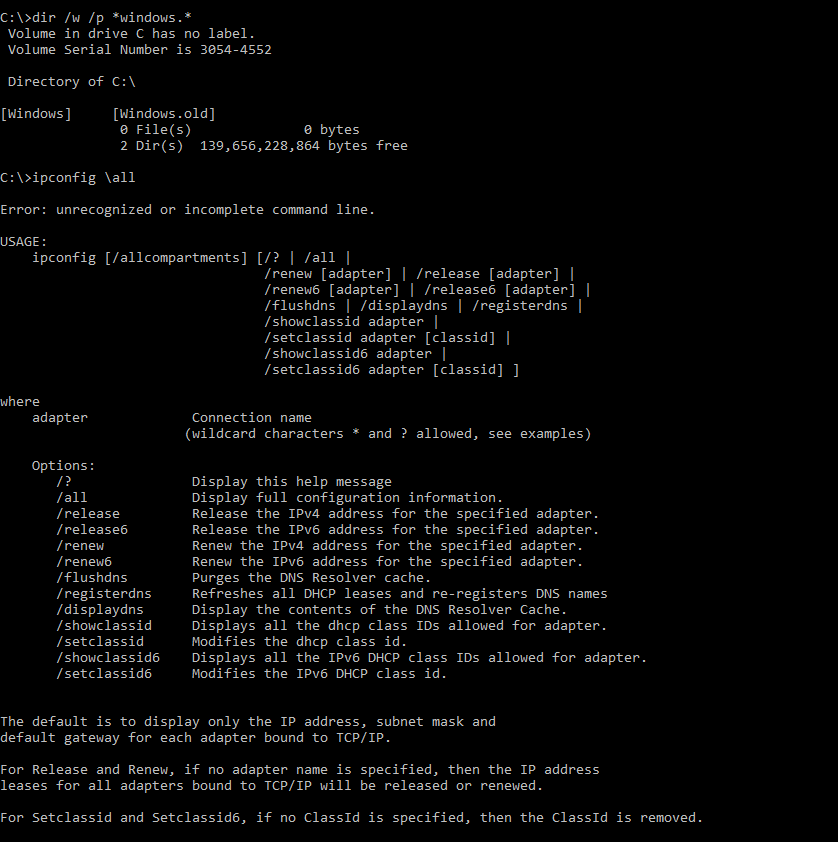 C:\>dir /w /p *windows.*
 Volume in drive C has no label.
 Volume Serial Number is 3054-4552

 Directory of C:\

[Windows]     [Windows.old]
               0 File(s)              0 bytes
               2 Dir(s)  139,656,228,864 bytes free

C:\>ipconfig \all

Error: unrecognized or incomplete command line.

USAGE:
    ipconfig [/allcompartments] [/? | /all |
                                 /renew [adapter] | /release [adapter] |
                                 /renew6 [adapter] | /release6 [adapter] |
                                 /flushdns | /displaydns | /registerdns |
                                 /showclassid adapter |
                                 /setclassid adapter [classid] |
                                 /showclassid6 adapter |
                                 /setclassid6 adapter [classid] ]

where
    adapter             Connection name
                       (wildcard characters * and ? allowed, see examples)

    Options:
       /?               Display this help message
       /all             Display full configuration information.
       /release         Release the IPv4 address for the specified adapter.
       /release6        Release the IPv6 address for the specified adapter.
       /renew           Renew the IPv4 address for the specified adapter.
       /renew6          Renew the IPv6 address for the specified adapter.
       /flushdns        Purges the DNS Resolver cache.
       /registerdns     Refreshes all DHCP leases and re-registers DNS names
       /displaydns      Display the contents of the DNS Resolver Cache.
       /showclassid     Displays all the dhcp class IDs allowed for adapter.
       /setclassid      Modifies the dhcp class id.
       /showclassid6    Displays all the IPv6 DHCP class IDs allowed for adapter.
       /setclassid6     Modifies the IPv6 DHCP class id.


The default is to display only the IP address, subnet mask and
default gateway for each adapter bound to TCP/IP.

For Release and Renew, if no adapter name is specified, then the IP address
leases for all adapters bound to TCP/IP will be released or renewed.

For Setclassid and Setclassid6, if no ClassId is specified, then the ClassId is removed.